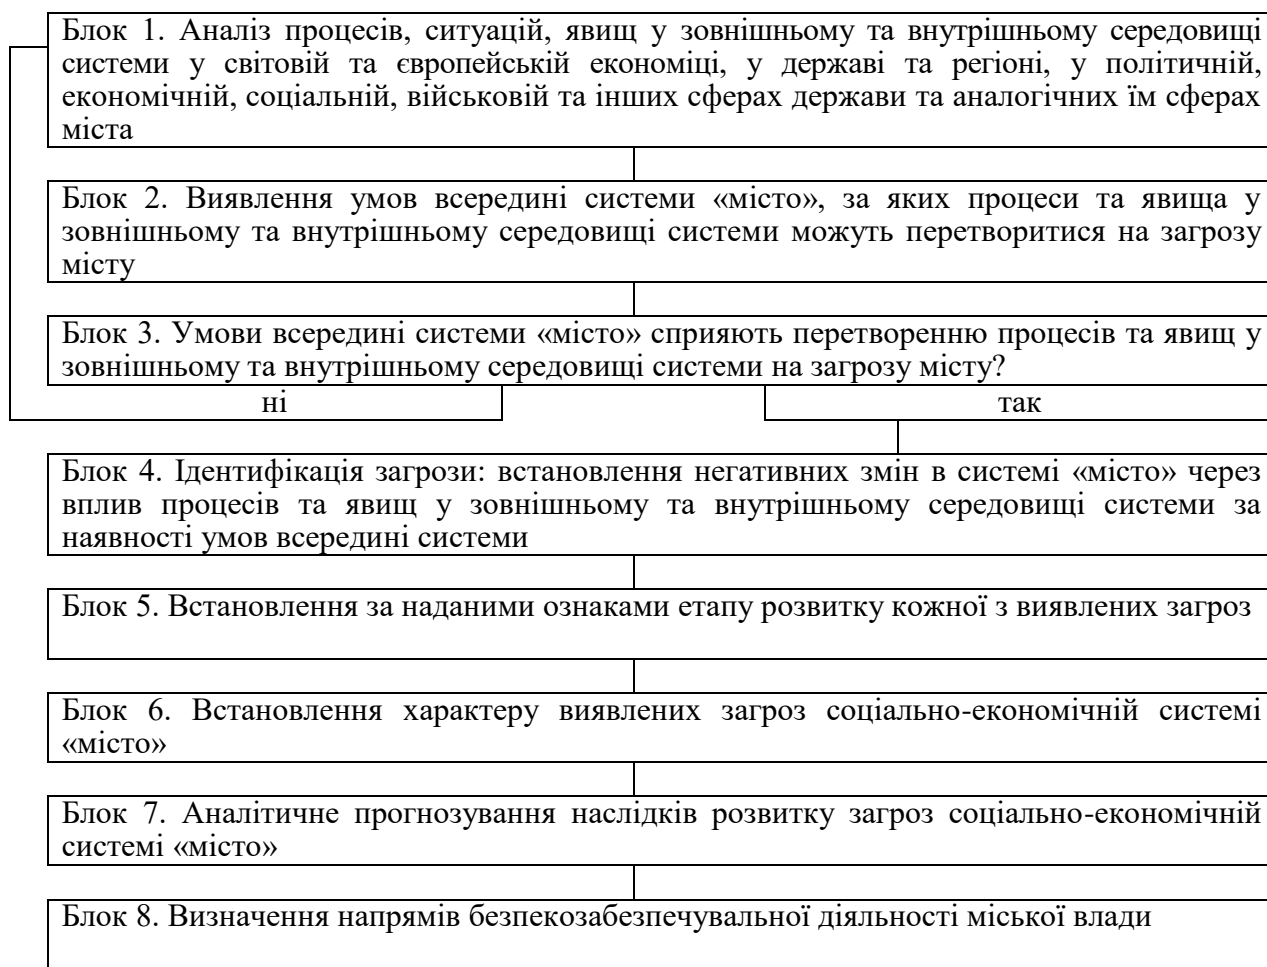 Блок 1. Аналіз процесів, ситуацій, явищ у зовнішньому та внутрішньому середовищі
системи у світовій та європейській економіці, у державі та регіоні, у політичній,
економічній, соціальній, військовій та інших сферах держави та аналогічних їм сферах
міста
Блок 2. Виявлення умов всередині системи «місто», за яких процеси та явища у
зовнішньому та внутрішньому середовищі системи можуть перетворитися на загрозу
місту
Блок 3. Умови всередині системи «місто» сприяють перетворенню процесів та явищ у
зовнішньому та внутрішньому середовищі системи на загрозу місту?
ні
так
Блок 4. Ідентифікація загрози: встановлення негативних змін в системі «місто» через
вплив процесів та явищ у зовнішньому та внутрішньому середовищі системи за
наявності умов всередині системи
Блок 5. Встановлення за наданими ознаками етапу розвитку кожної з виявлених загроз
Блок 6. Встановлення характеру виявлених загроз соціально-економічній системі
«місто»
Блок 7. Аналітичне прогнозування наслідків розвитку загроз соціально-економічній
системі «місто»
Блок 8. Визначення напрямів безпекозабезпечувальної діяльності міської влади